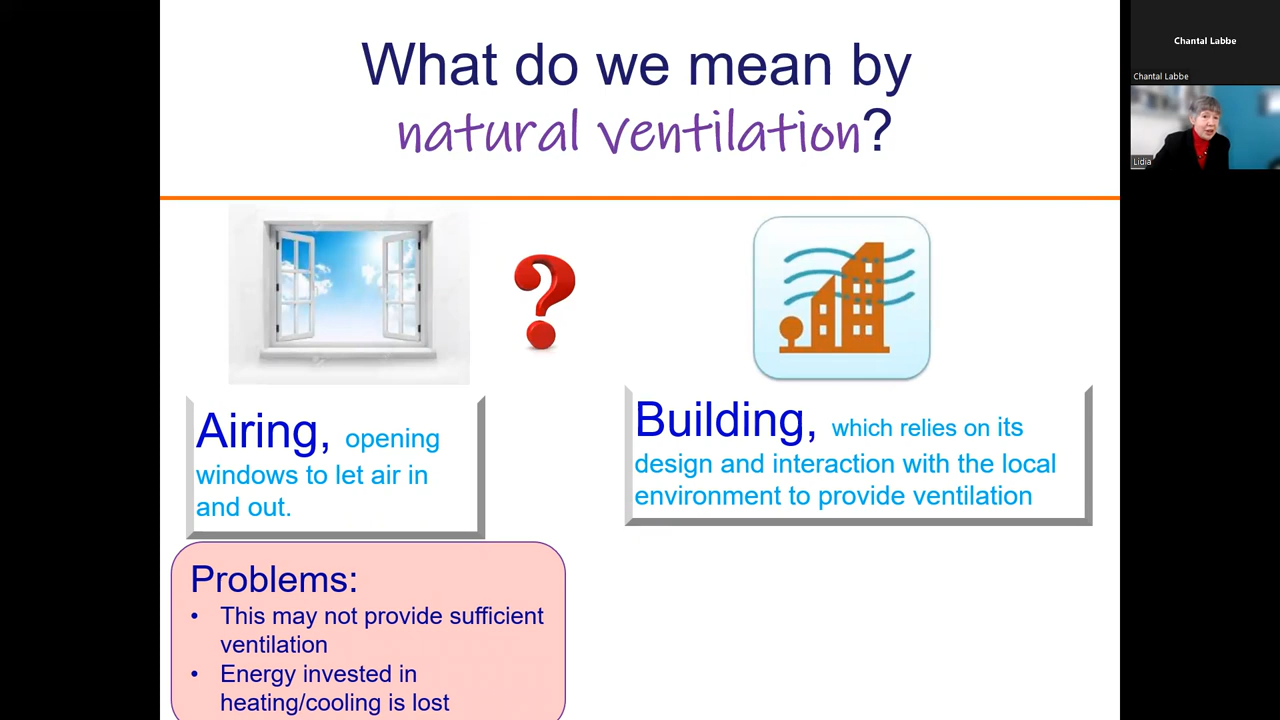 What do we mean by
natural ventilation?
Airing, opening
windows to let air in
and out.
Building, which relies on its
design and interaction with the local
environment to provide ventilation
Problems:
• This may not provide sufficient
ventilation
• Energy invested in
heating/cooling is lost
Chantal Labbe
Chantal Labbe
Lidia